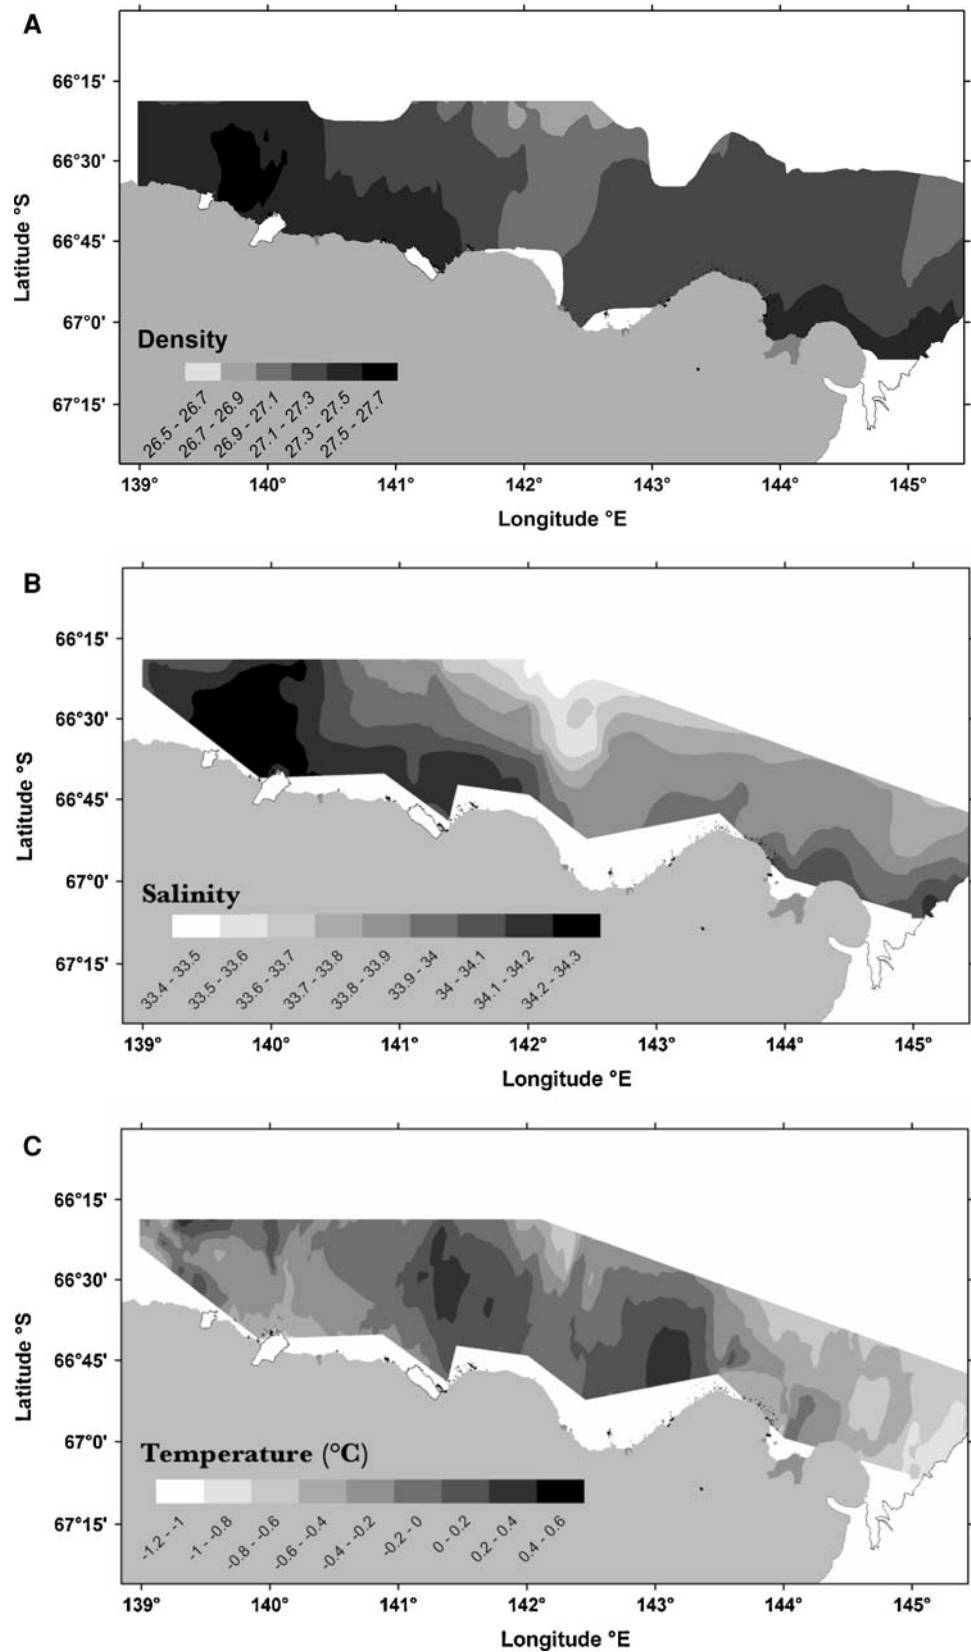 A
66°15'
66°30'
66°45'
67°0'
67°15'
Latitude °S
Density
26.5 - 26.7
26.7 - 26.9
26.9 - 27.1
27.1 - 27.3
27.3 - 27.5
27.5 - 27.7
139° 140° 141° 142° 143° 144° 145°
Longitude °E
B
66°15'
66°30'
66°45'
67°0'
67°15'
Latitude °S
Salinity
33.4 - 33.5
33.5 - 33.6
33.6 - 33.7
33.7 - 33.8
33.8 - 33.9
33.9 - 34
34 - 34.1
34.1 - 34.2
34.2 - 34.3
139° 140° 141° 142° 143° 144° 145°
Longitude °E
C
66°15'
66°30'
66°45'
67°0'
67°15'
Latitude °S
Temperature (°C)
-1.2 - -1
-1 - -0.8
-0.8 - -0.6
-0.6 - -0.4
-0.4 - -0.2
-0.2 - 0
0 - 0.2
0.2 - 0.4
0.4 - 0.6
139° 140° 141° 142° 143° 144° 145°
Longitude °E